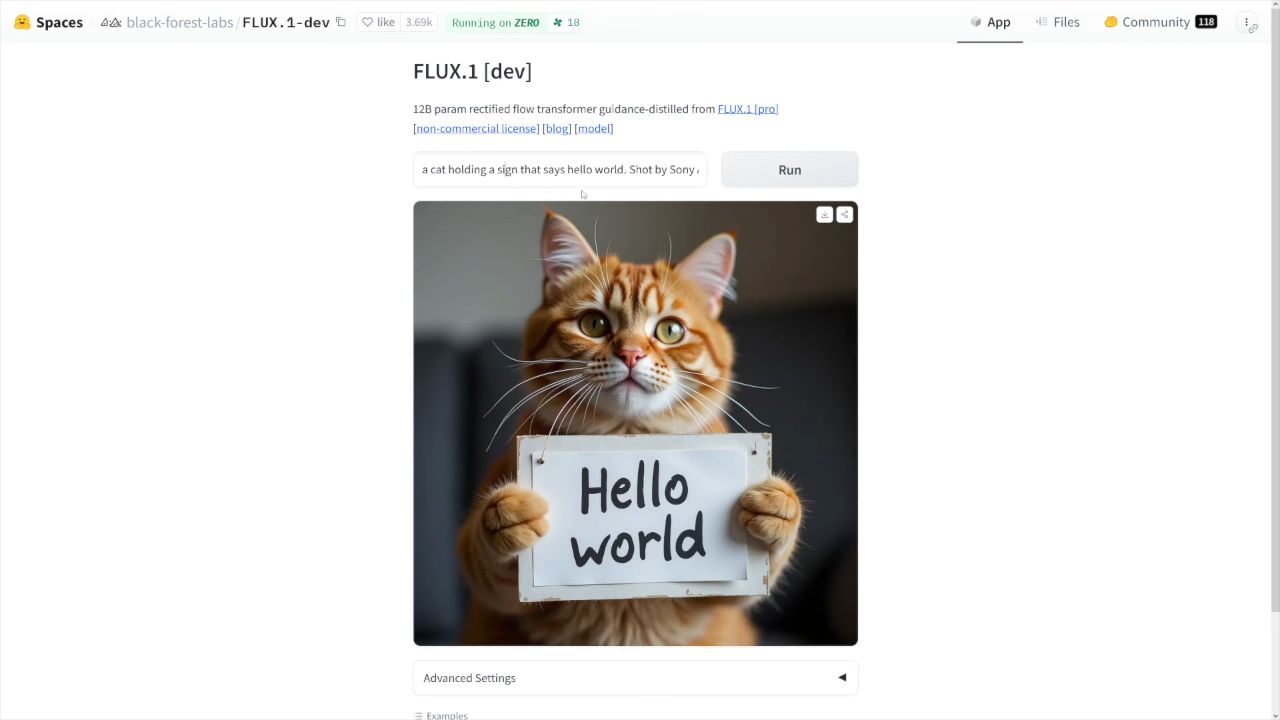 Spaces
black-forest-labs/FLUX.1-dev
like 3.69k
Running on ZERO
18
App
Files
Community 118
FLUX.1 [dev]
12B param rectified flow transformer guidance-distilled from FLUX.1 [pro]
[non-commercial license] [blog] [model]
a cat holding a sign that says hello world. Shot by Sony
Run
Hello
world
Advanced Settings
Examples